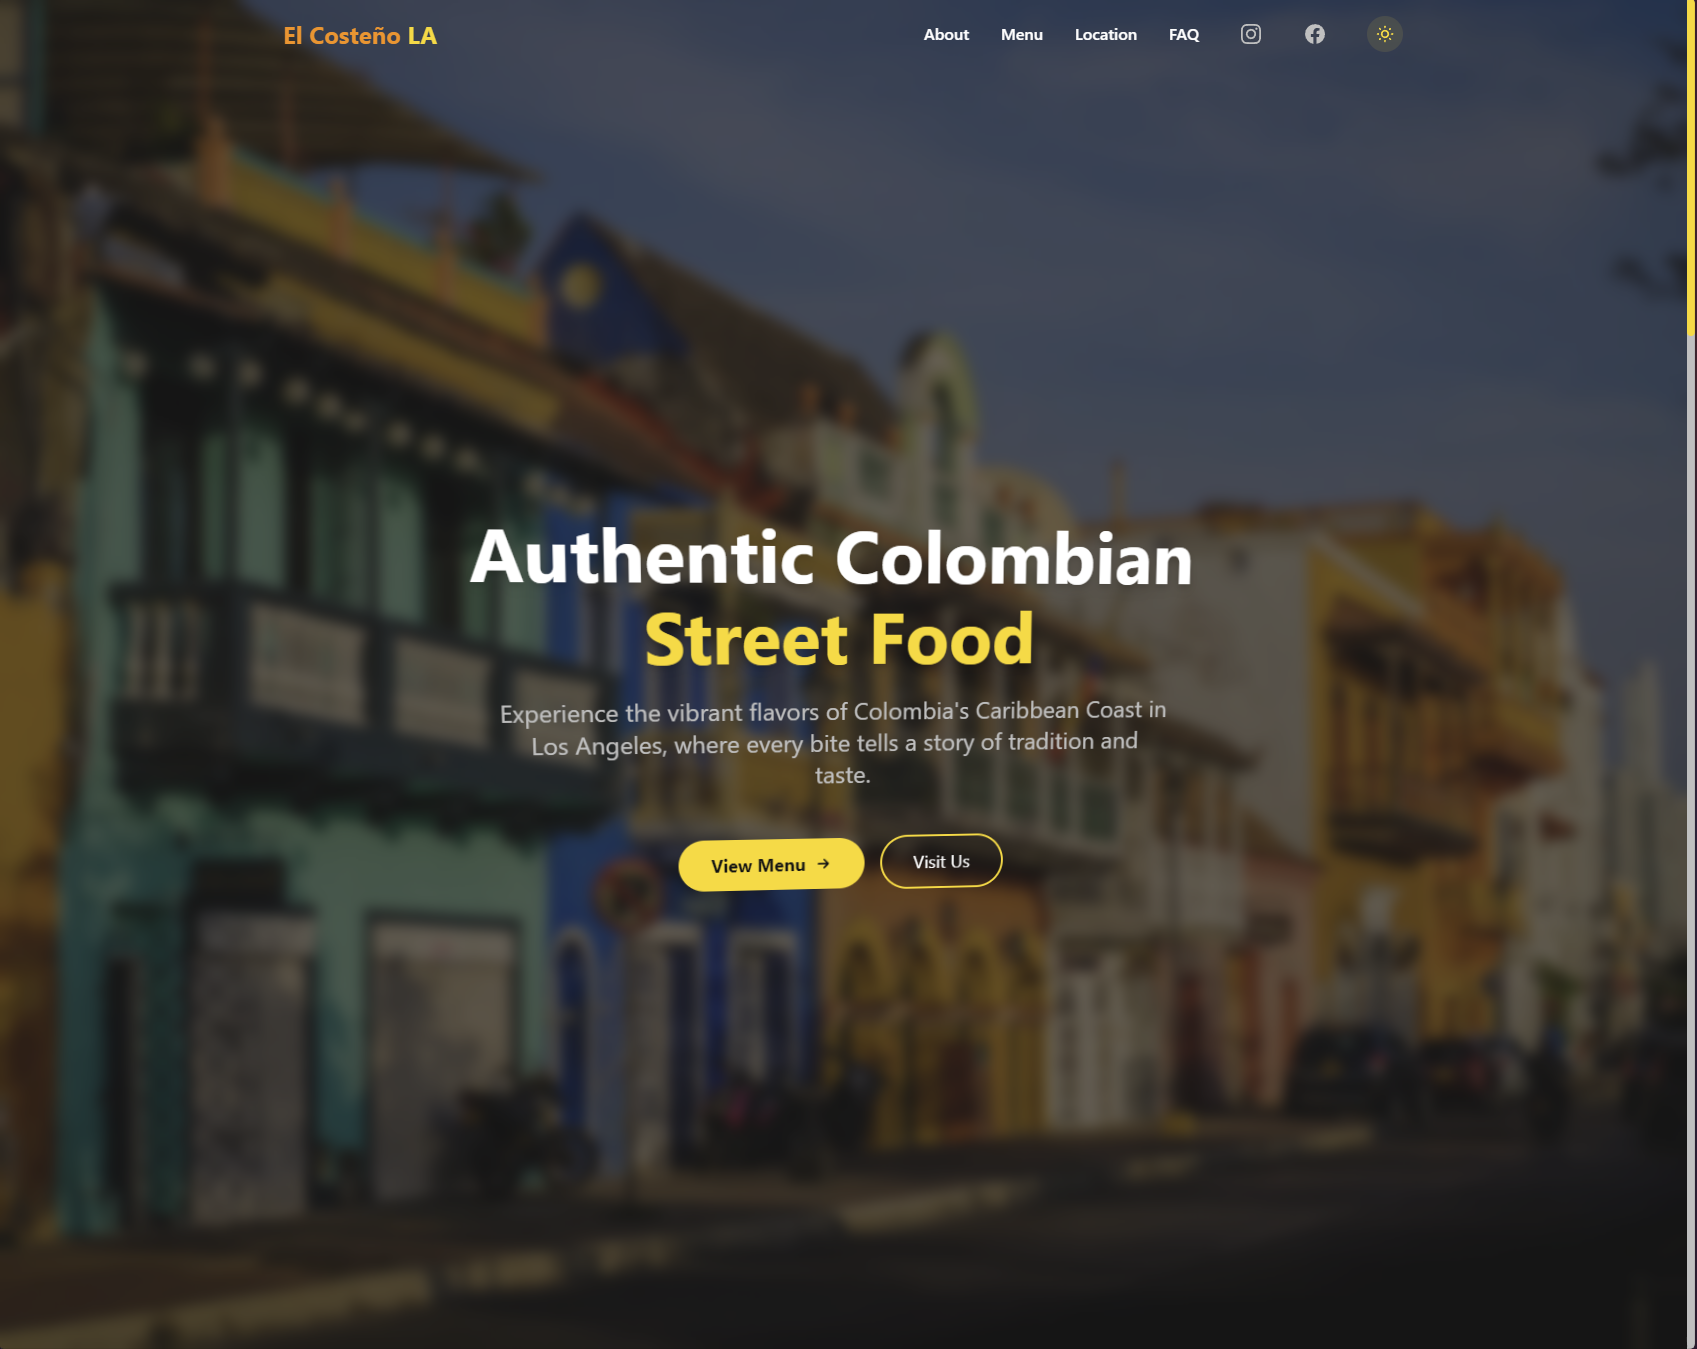 El Costeño LA
About Menu Location FAQ
Authentic Colombian
Street Food
Experience the vibrant flavors of Colombia's Caribbean Coast in
Los Angeles, where every bite tells a story of tradition and
taste.
View Menu →
Visit Us